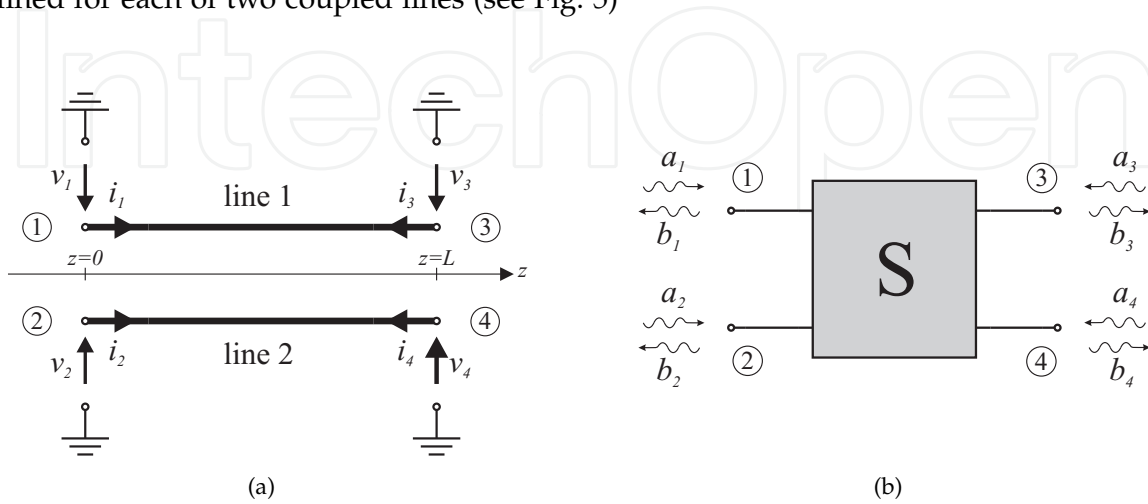 ined for each of two coupled lines (see Fig. 5)
IntechOpen
v1 i1 line 1 i3 v3
① ③
z=0 z=L z
② ④
v2 i2 line 2 i4 v4
(a)
a1 ① ③ a3
b1 b3
S
a2 a4
b2 ② ④ b4
(b)